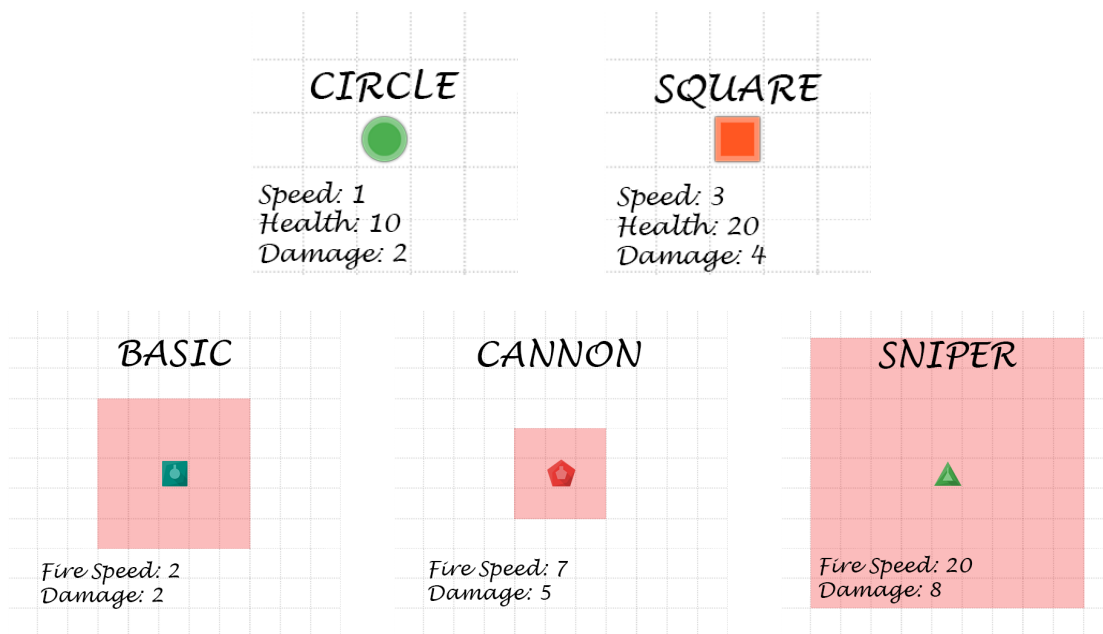 CIRCLE
Speed: 1
Health: 10
Damage: 2
SQUARE
Speed: 3
Health: 20
Damage: 4
BASIC
Fire Speed: 2
Damage: 2
CANNON
Fire Speed: 7
Damage: 5
SNIPER
Fire Speed: 20
Damage: 8